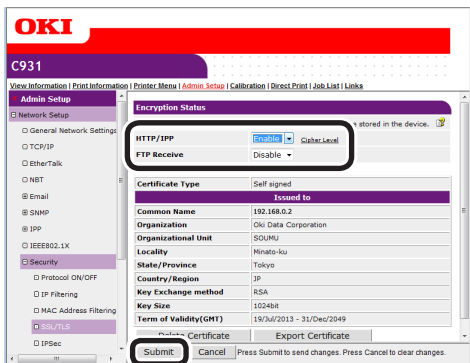 OKI
C931
View Information | Print Information | Printer Menu | Admin Setup | Calibration | Direct Print | Job List | Links
Admin Setup
Network Setup
General Network Settings
TCP/IP
EtherTalk
NBT
Email
SNMP
IPP
IEEE802.1X
Security
Protocol ON/OFF
IP Filtering
MAC Address Filtering
SSL/TLS
IPSec
Encryption Status
stored in the device.
HTTP/IPP Enable Cipher Level
FTP Receive Disable
Certificate Type Self signed
Issued to
Common Name 192.168.0.2
Organization Oki Data Corporation
Organizational Unit SOUMU
Locality Minato-ku
State/Province Tokyo
Country/Region JP
Key Exchange method RSA
Key Size 1024bit
Term of Validity(GMT) 19/Jul/2013 - 31/Dec/2049
Delete Certificate Export Certificate
Submit Cancel Press Submit to send changes. Press Cancel to clear changes.